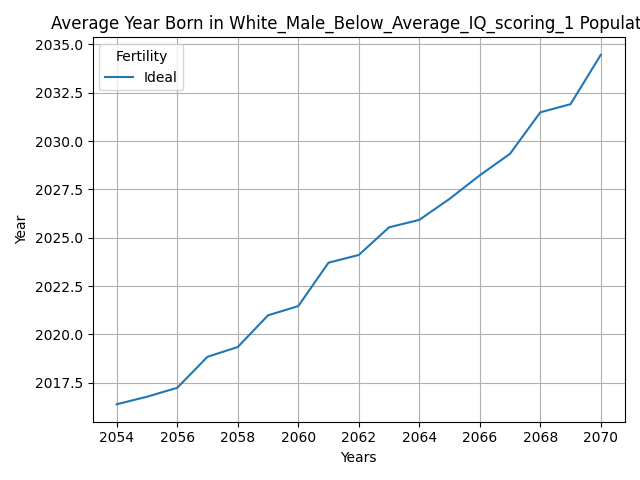 Average Year Born in White_Male_Below_Average_IQ_scoring_1 Populat
Fertility
Ideal
2035.0
2032.5
2030.0
2027.5
2025.0
2022.5
2020.0
2017.5
Year
2054 2056 2058 2060 2062 2064 2066 2068 2070
Years